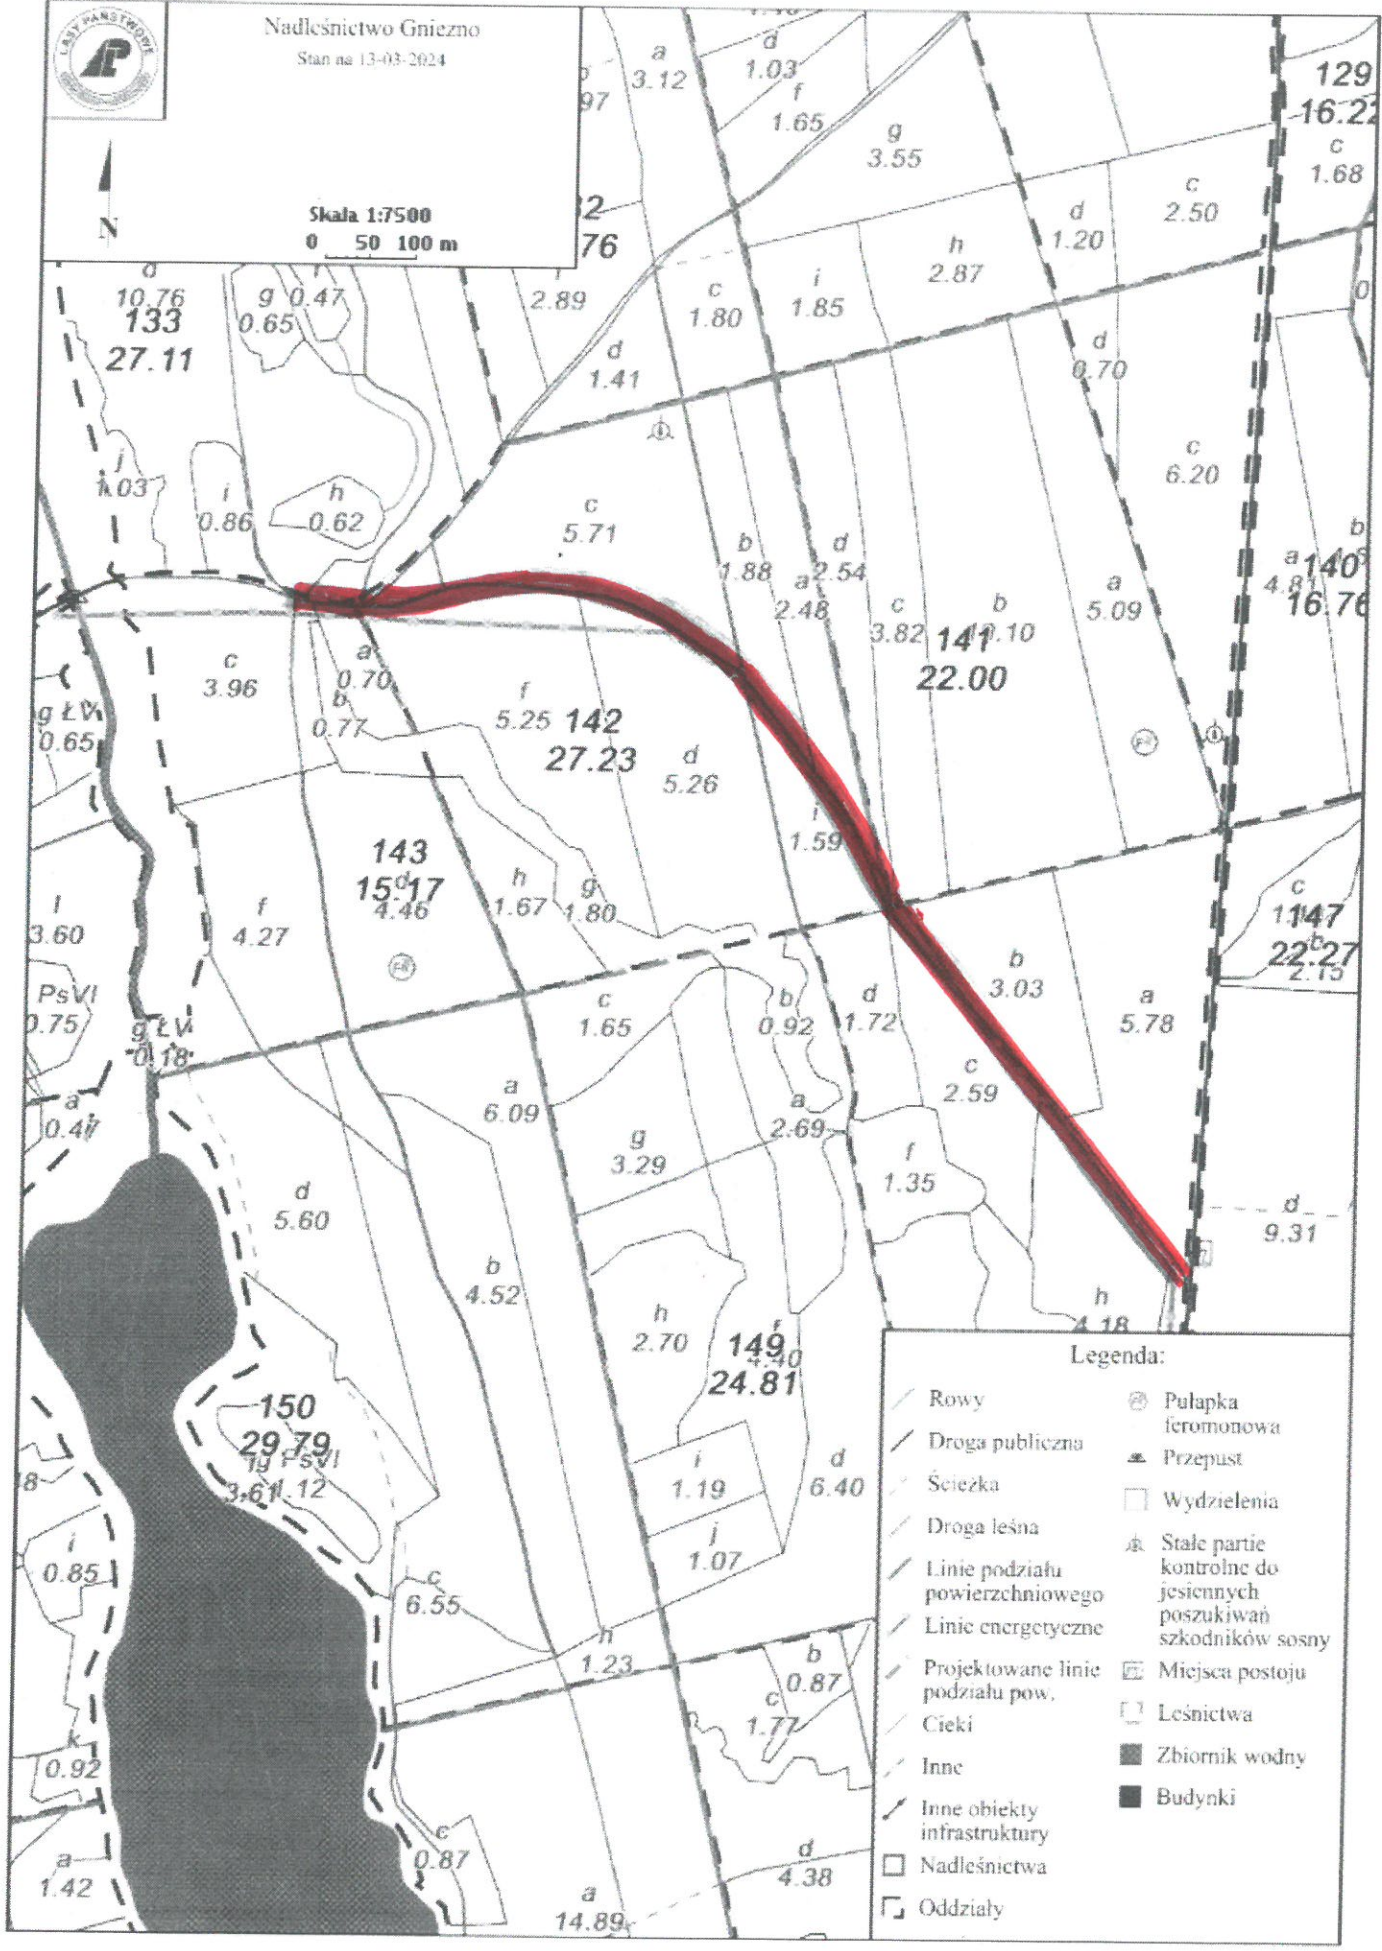 LASY PAŃSTWOWE
Nadleśnictwo Gniezno
Stan na 13-03-2024
N
Skala 1:7500
0 50 100 m
a
3.12
d
1.03
f
1.65
g
3.55
129
16.22
c
1.68
c
2.50
d
1.20
h
2.87
i
1.85
c
1.80
2.89
d
1.41
10.76
133
27.11
g
0.65
0.47
d
0.70
c
6.20
j
1.03
i
0.86
h
0.62
c
5.71
b
1.88
a
2.48
d
2.54
c
3.82
b
141
22.00
a
5.09
a
4.81
b
140
16.76
c
3.96
a
0.70
b
0.77
f
5.25
142
27.23
d
5.26
g ŁV
0.65
i
1.59
143
15.17
d
4.46
h
1.67
g
1.80
f
4.27
l
3.60
c
147
22.27
b
2.15
PsVI
0.75
g ŁV
0.18
c
1.65
b
0.92
d
1.72
b
3.03
a
5.78
c
2.59
a
0.47
a
6.09
a
2.69
g
3.29
f
1.35
d
5.60
d
9.31
b
4.52
h
2.70
149
24.81
f
4.40
h
4.18
150
29.79
PsVI
3.61
1.12
i
1.19
d
6.40
j
1.07
i
0.85
c
6.55
h
1.23
b
0.87
c
1.77
k
0.92
c
0.87
a
1.42
a
14.89
d
4.38
Legenda:
Rowy
Droga publiczna
Ścieżka
Droga leśna
Linie podziału
powierzchniowego
Linie energetyczne
Projektowane linie
podziału pow.
Cieki
Inne
Inne obiekty
infrastruktury
Nadleśnictwa
Oddziały
Pułapka
feromonowa
Przepust
Wydzielenia
Stałe partie
kontrolne do
jesiennych
poszukiwań
szkodników sosny
Miejsca postoju
Leśnictwa
Zbiornik wodny
Budynki